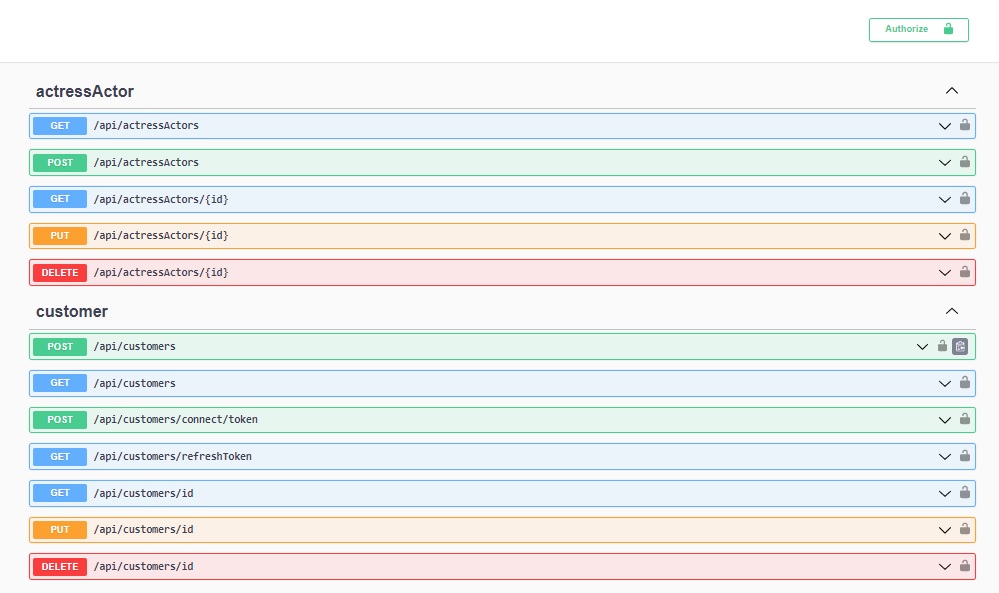 Authorize
actressActor
GET /api/actressActors
POST /api/actressActors
GET /api/actressActors/{id}
PUT /api/actressActors/{id}
DELETE /api/actressActors/{id}
customer
POST /api/customers
GET /api/customers
POST /api/customers/connect/token
GET /api/customers/refreshToken
GET /api/customers/id
PUT /api/customers/id
DELETE /api/customers/id